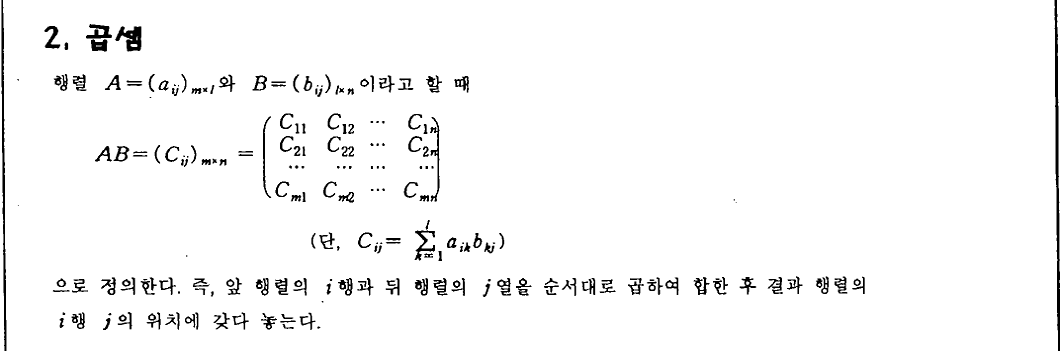 2. 곱셈
행렬 A=(a_{ij})_{m×l}와 B=(b_{ij})_{l×n}이라고 할 때
AB=(C_{ij})_{m×n} = \begin{pmatrix} C_{11} & C_{12} & \cdots & C_{1n} \\ C_{21} & C_{22} & \cdots & C_{2n} \\ \cdots & \cdots & \cdots & \cdots \\ C_{m1} & C_{m2} & \cdots & C_{mn} \end{pmatrix}
(단, C_{ij}= \sum_{k=1}^{l} a_{ik}b_{kj})
으로 정의한다. 즉, 앞 행렬의 i행과 뒤 행렬의 j열을 순서대로 곱하여 합한 후 결과 행렬의
i행 j의 위치에 갖다 놓는다.